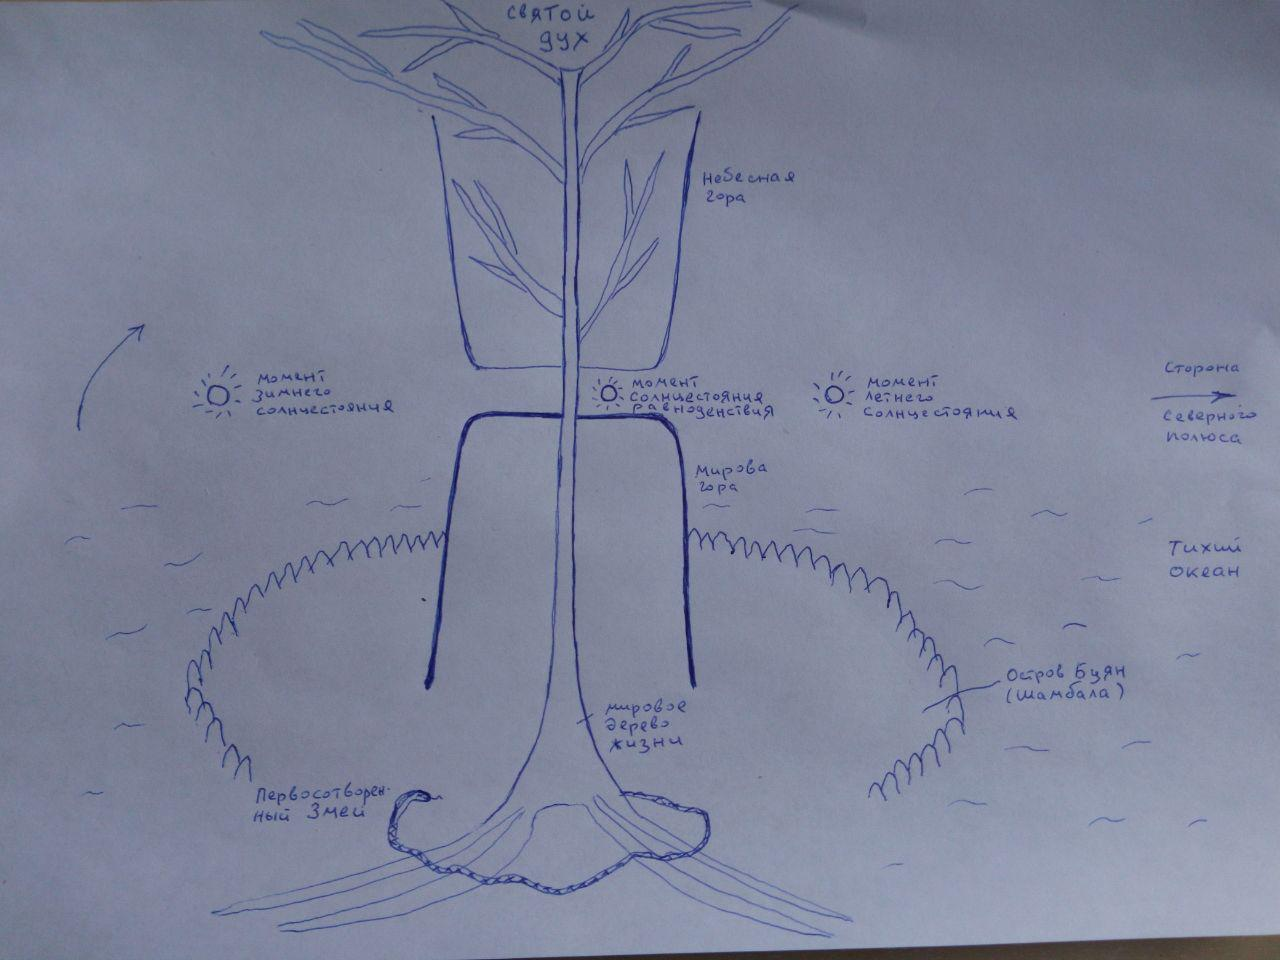 святой
дух
Небесная
гора
момент
зимнего
солнцестояния
момент
солнцестояния
равноденствия
момент
летнего
солнцестояния
Сторона
Северного
полюса
Мирова
гора
Тихий
океан
Остров Буян
(Шамбала)
мировое
дерево
жизни
Первосотворен-
ный Змей